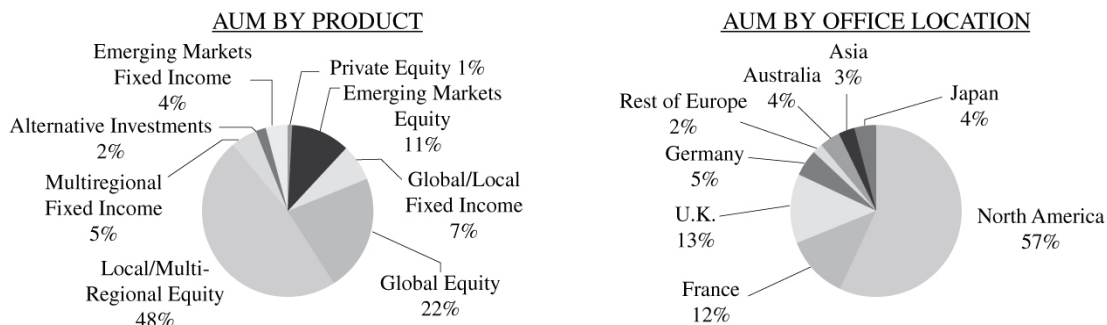 AUM BY PRODUCT
Emerging Markets
Fixed Income
4%
Private Equity 1%
Emerging Markets
Equity
11%
Alternative Investments
2%
Global/Local
Fixed Income
7%
Multiregional
Fixed Income
5%
Local/Multi-
Regional Equity
48%
Global Equity
22%
AUM BY OFFICE LOCATION
Asia
3%
Australia
4%
Japan
4%
Rest of Europe
2%
Germany
5%
U.K.
13%
North America
57%
France
12%